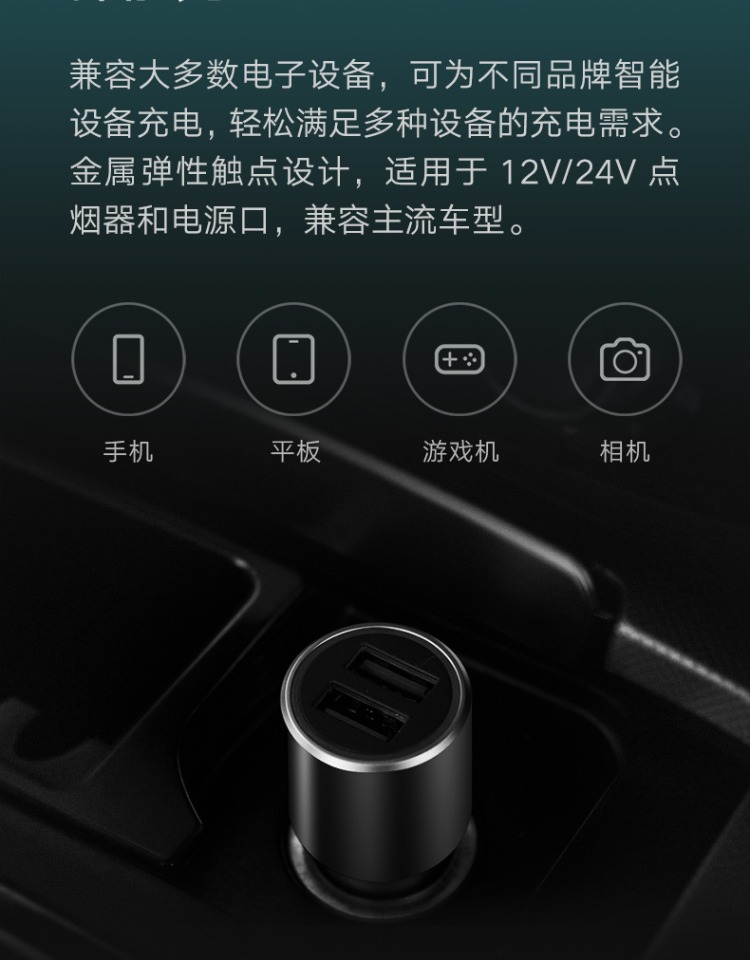 兼容大多数电子设备，可为不同品牌智能
设备充电，轻松满足多种设备的充电需求。
金属弹性触点设计，适用于 12V/24V 点
烟器和电源口，兼容主流车型。
手机
平板
游戏机
相机